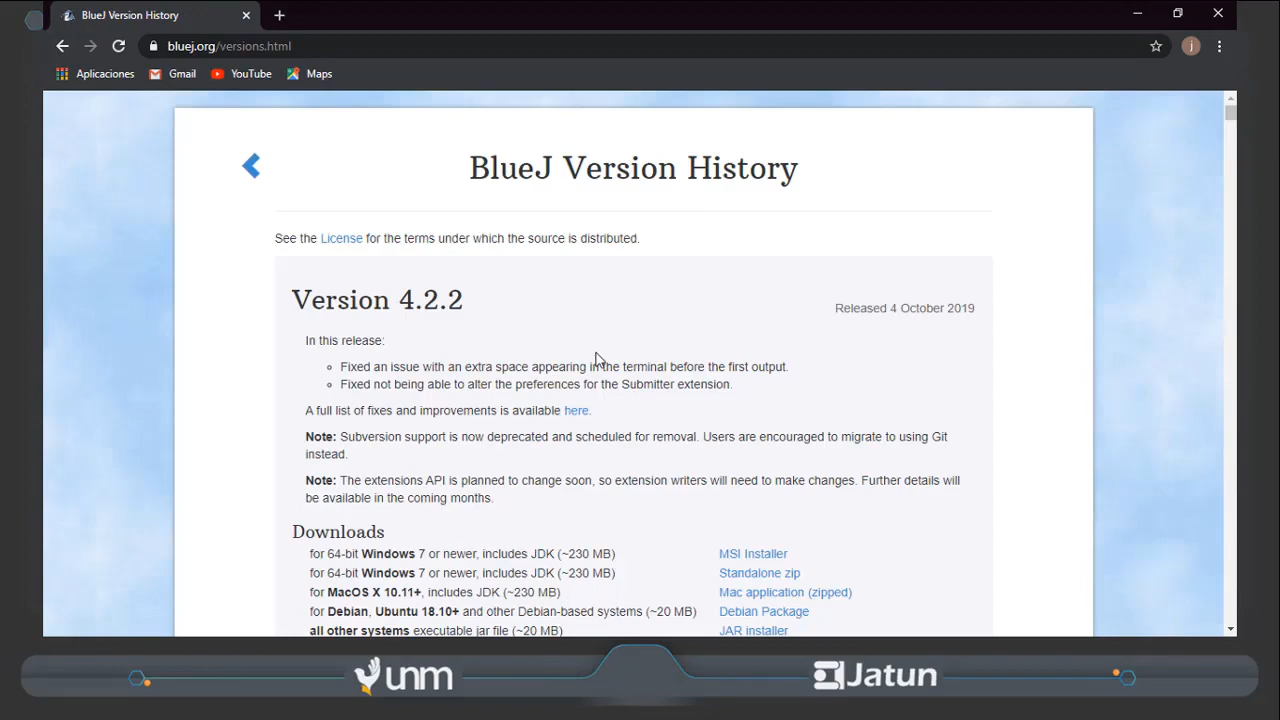 BlueJ Version History
bluej.org/versions.html
j
Aplicaciones Gmail YouTube Maps
BlueJ Version History
See the License for the terms under which the source is distributed.
Version 4.2.2
Released 4 October 2019
In this release:
Fixed an issue with an extra space appearing in the terminal before the first output.
Fixed not being able to alter the preferences for the Submitter extension.
A full list of fixes and improvements is available here.
Note: Subversion support is now deprecated and scheduled for removal. Users are encouraged to migrate to using Git
instead.
Note: The extensions API is planned to change soon, so extension writers will need to make changes. Further details will
be available in the coming months.
Downloads
for 64-bit Windows 7 or newer, includes JDK (~230 MB) MSI Installer
for 64-bit Windows 7 or newer, includes JDK (~230 MB) Standalone zip
for MacOS X 10.11+, includes JDK (~230 MB) Mac application (zipped)
for Debian, Ubuntu 18.10+ and other Debian-based systems (~20 MB) Debian Package
all other systems executable jar file (~20 MB) JAR installer
unm
Jatun